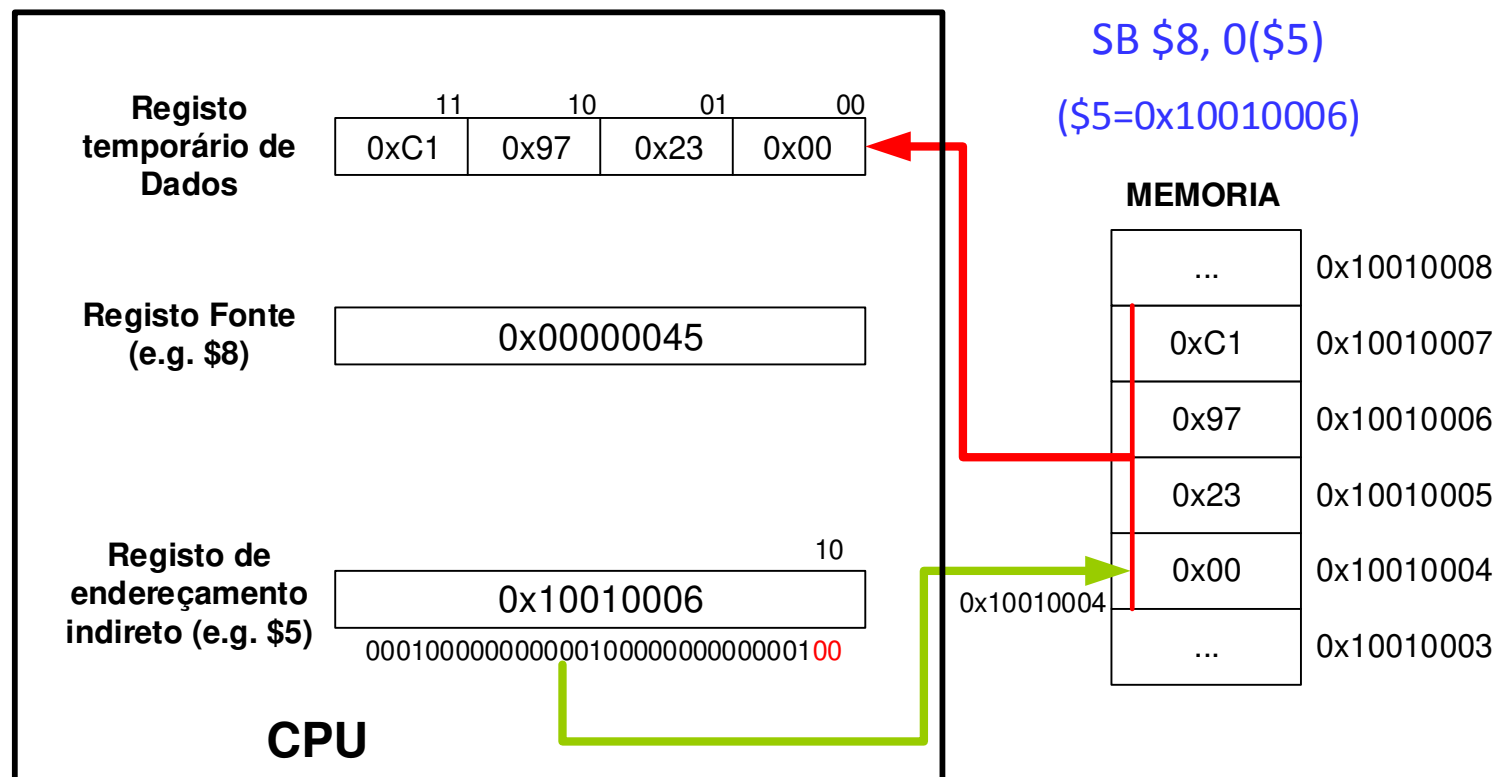 SB $8, 0($5)
($5=0x10010006)
Registo
temporário de
Dados
11 10 01 00
0xC1 0x97 0x23 0x00
Registo Fonte
(e.g. $8)
0x00000045
Registo de
endereçamento
indireto (e.g. $5)
10
0x10010006
00010000000000010000000000000100
CPU
0x10010004
MEMORIA
... 0x10010008
0xC1 0x10010007
0x97 0x10010006
0x23 0x10010005
0x00 0x10010004
... 0x10010003